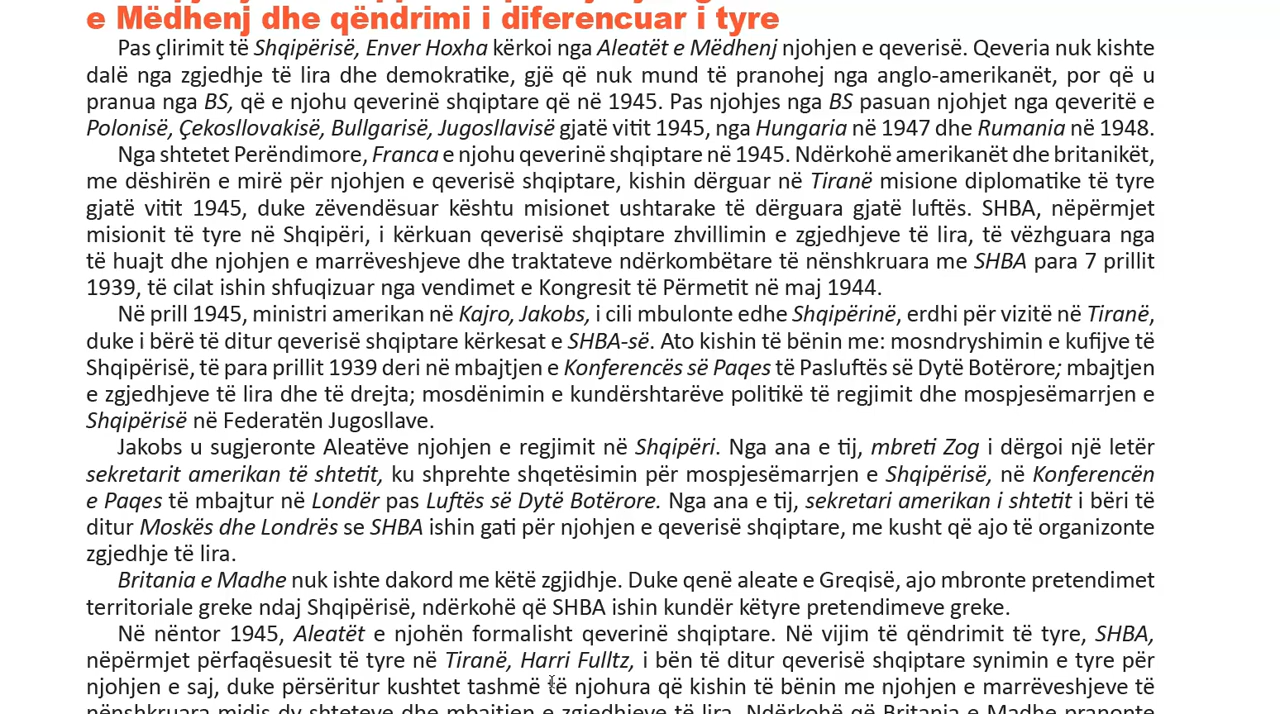 e Mëdhenj dhe qëndrimi i diferencuar i tyre
Pas çlirimit të Shqipërisë, Enver Hoxha kërkoi nga Aleatët e Mëdhenj njohjen e qeverisë. Qeveria nuk kishte
dalë nga zgjedhje të lira dhe demokratike, gjë që nuk mund të pranohej nga anglo-amerikanët, por që u
pranua nga BS, që e njohu qeverinë shqiptare që në 1945. Pas njohjes nga BS pasuan njohjet nga qeveritë e
Polonisë, Çekosllovakisë, Bullgarisë, Jugosllavisë gjatë vitit 1945, nga Hungaria në 1947 dhe Rumania në 1948.
Nga shtetet Perëndimore, Franca e njohu qeverinë shqiptare në 1945. Ndërkohë amerikanët dhe britanikët,
me dëshirën e mirë për njohjen e qeverisë shqiptare, kishin dërguar në Tiranë misione diplomatike të tyre
gjatë vitit 1945, duke zëvendësuar kështu misionet ushtarake të dërguara gjatë luftës. SHBA, nëpërmjet
misionit të tyre në Shqipëri, i kërkuan qeverisë shqiptare zhvillimin e zgjedhjeve të lira, të vëzhguara nga
të huajt dhe njohjen e marrëveshjeve dhe traktateve ndërkombëtare të nënshkruara me SHBA para 7 prillit
1939, të cilat ishin shfuqizuar nga vendimet e Kongresit të Përmetit në maj 1944.
Në prill 1945, ministri amerikan në Kajro, Jakobs, i cili mbulonte edhe Shqipërinë, erdhi për vizitë në Tiranë,
duke i bërë të ditur qeverisë shqiptare kërkesat e SHBA-së. Ato kishin të bënin me: mosndryshimin e kufijve të
Shqipërisë, të para prillit 1939 deri në mbajtjen e Konferencës së Paqes të Pasluftës së Dytë Botërore; mbajtjen
e zgjedhjeve të lira dhe të drejta; mosdënimin e kundërshtarëve politikë të regjimit dhe mospjesëmarrjen e
Shqipërisë në Federatën Jugosllave.
Jakobs u sugjeronte Aleatëve njohjen e regjimit në Shqipëri. Nga ana e tij, mbreti Zog i dërgoi një letër
sekretarit amerikan të shtetit, ku shprehte shqetësimin për mospjesëmarrjen e Shqipërisë, në Konferencën
e Paqes të mbajtur në Londër pas Luftës së Dytë Botërore. Nga ana e tij, sekretari amerikan i shtetit i bëri të
ditur Moskës dhe Londrës se SHBA ishin gati për njohjen e qeverisë shqiptare, me kusht që ajo të organizonte
zgjedhje të lira.
Britania e Madhe nuk ishte dakord me këtë zgjidhje. Duke qenë aleate e Greqisë, ajo mbronte pretendimet
territoriale greke ndaj Shqipërisë, ndërkohë që SHBA ishin kundër këtyre pretendimeve greke.
Në nëntor 1945, Aleatët e njohën formalisht qeverinë shqiptare. Në vijim të qëndrimit të tyre, SHBA,
nëpërmjet përfaqësuesit të tyre në Tiranë, Harri Fulltz, i bën të ditur qeverisë shqiptare synimin e tyre për
njohjen e saj, duke përsëritur kushtet tashmë të njohura që kishin të bënin me njohjen e marrëveshjeve të
nënshkruara midis dy shteteve dhe mbajtjen e zgjedhjeve të lira. Ndërkohë që Britania e Madhe pranonte